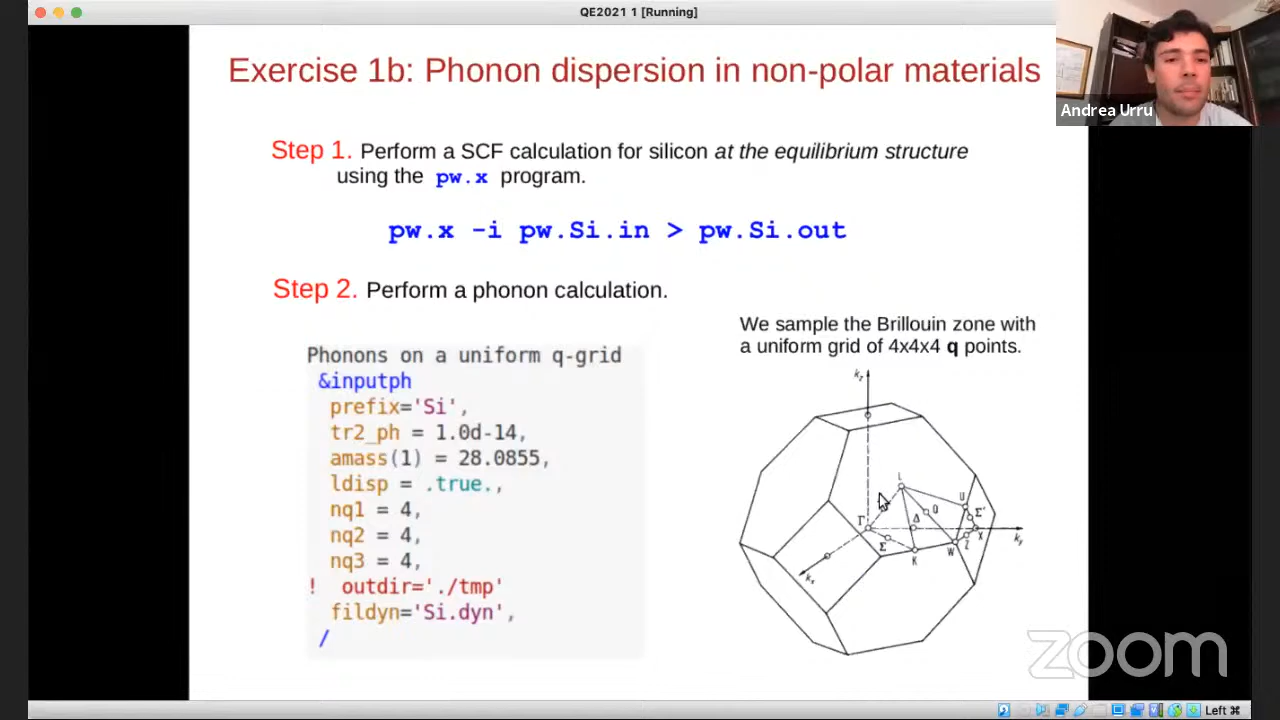 QE2021 1 [Running]
Exercise 1b: Phonon dispersion in non-polar materials
Andrea Urru
Step 1. Perform a SCF calculation for silicon at the equilibrium structure
using the pw.x program.
pw.x -i pw.Si.in > pw.Si.out
Step 2. Perform a phonon calculation.
We sample the Brillouin zone with
a uniform grid of 4x4x4 q points.
Phonons on a uniform q-grid
&inputph
prefix='Si',
tr2_ph = 1.0d-14,
amass(1) = 28.0855,
ldisp = .true.,
nq1 = 4,
nq2 = 4,
nq3 = 4,
! outdir='./tmp'
fildyn='Si.dyn',
/
kz
L
U
Q
Σ'
Γ
Δ
X
ky
Σ
Z
W
K
kx
zoom
Left ⌘